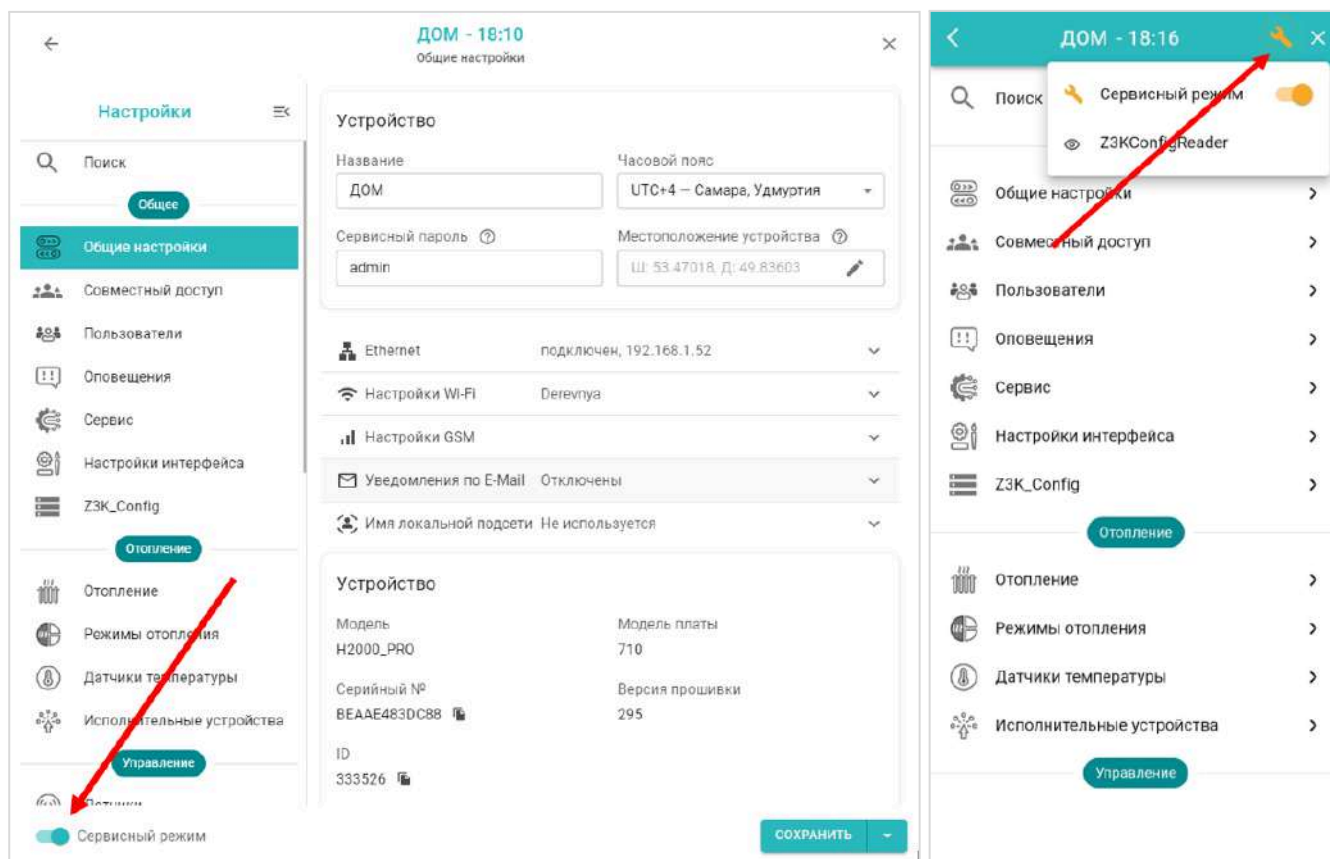 ДОМ - 18:10
Общие настройки
Настройки
Поиск
Общее
Общие настройки
Совместный доступ
Пользователи
Оповещения
Сервис
Настройки интерфейса
Z3K_Config
Отопление
Отопление
Режимы отопления
Датчики температуры
Исполнительные устройства
Управление
Датчики
Сервисный режим
Устройство
Название Часовой пояс
ДОМ UTC+4 — Самара, Удмуртия
Сервисный пароль Местоположение устройства
admin Ш: 53.47018, Д: 49.83603
Ethernet подключен, 192.168.1.52
Настройки Wi-Fi Derevnya
Настройки GSM
Уведомления по E-Mail Отключены
Имя локальной подсети Не используется
Устройство
Модель Модель платы
H2000_PRO 710
Серийный № Версия прошивки
BEAAE483DC88 295
ID
333526
СОХРАНИТЬ
ДОМ - 18:16
Поиск
Сервисный режим
Z3KConfigReader
Общие настройки
Совместный доступ
Пользователи
Оповещения
Сервис
Настройки интерфейса
Z3K_Config
Отопление
Отопление
Режимы отопления
Датчики температуры
Исполнительные устройства
Управление